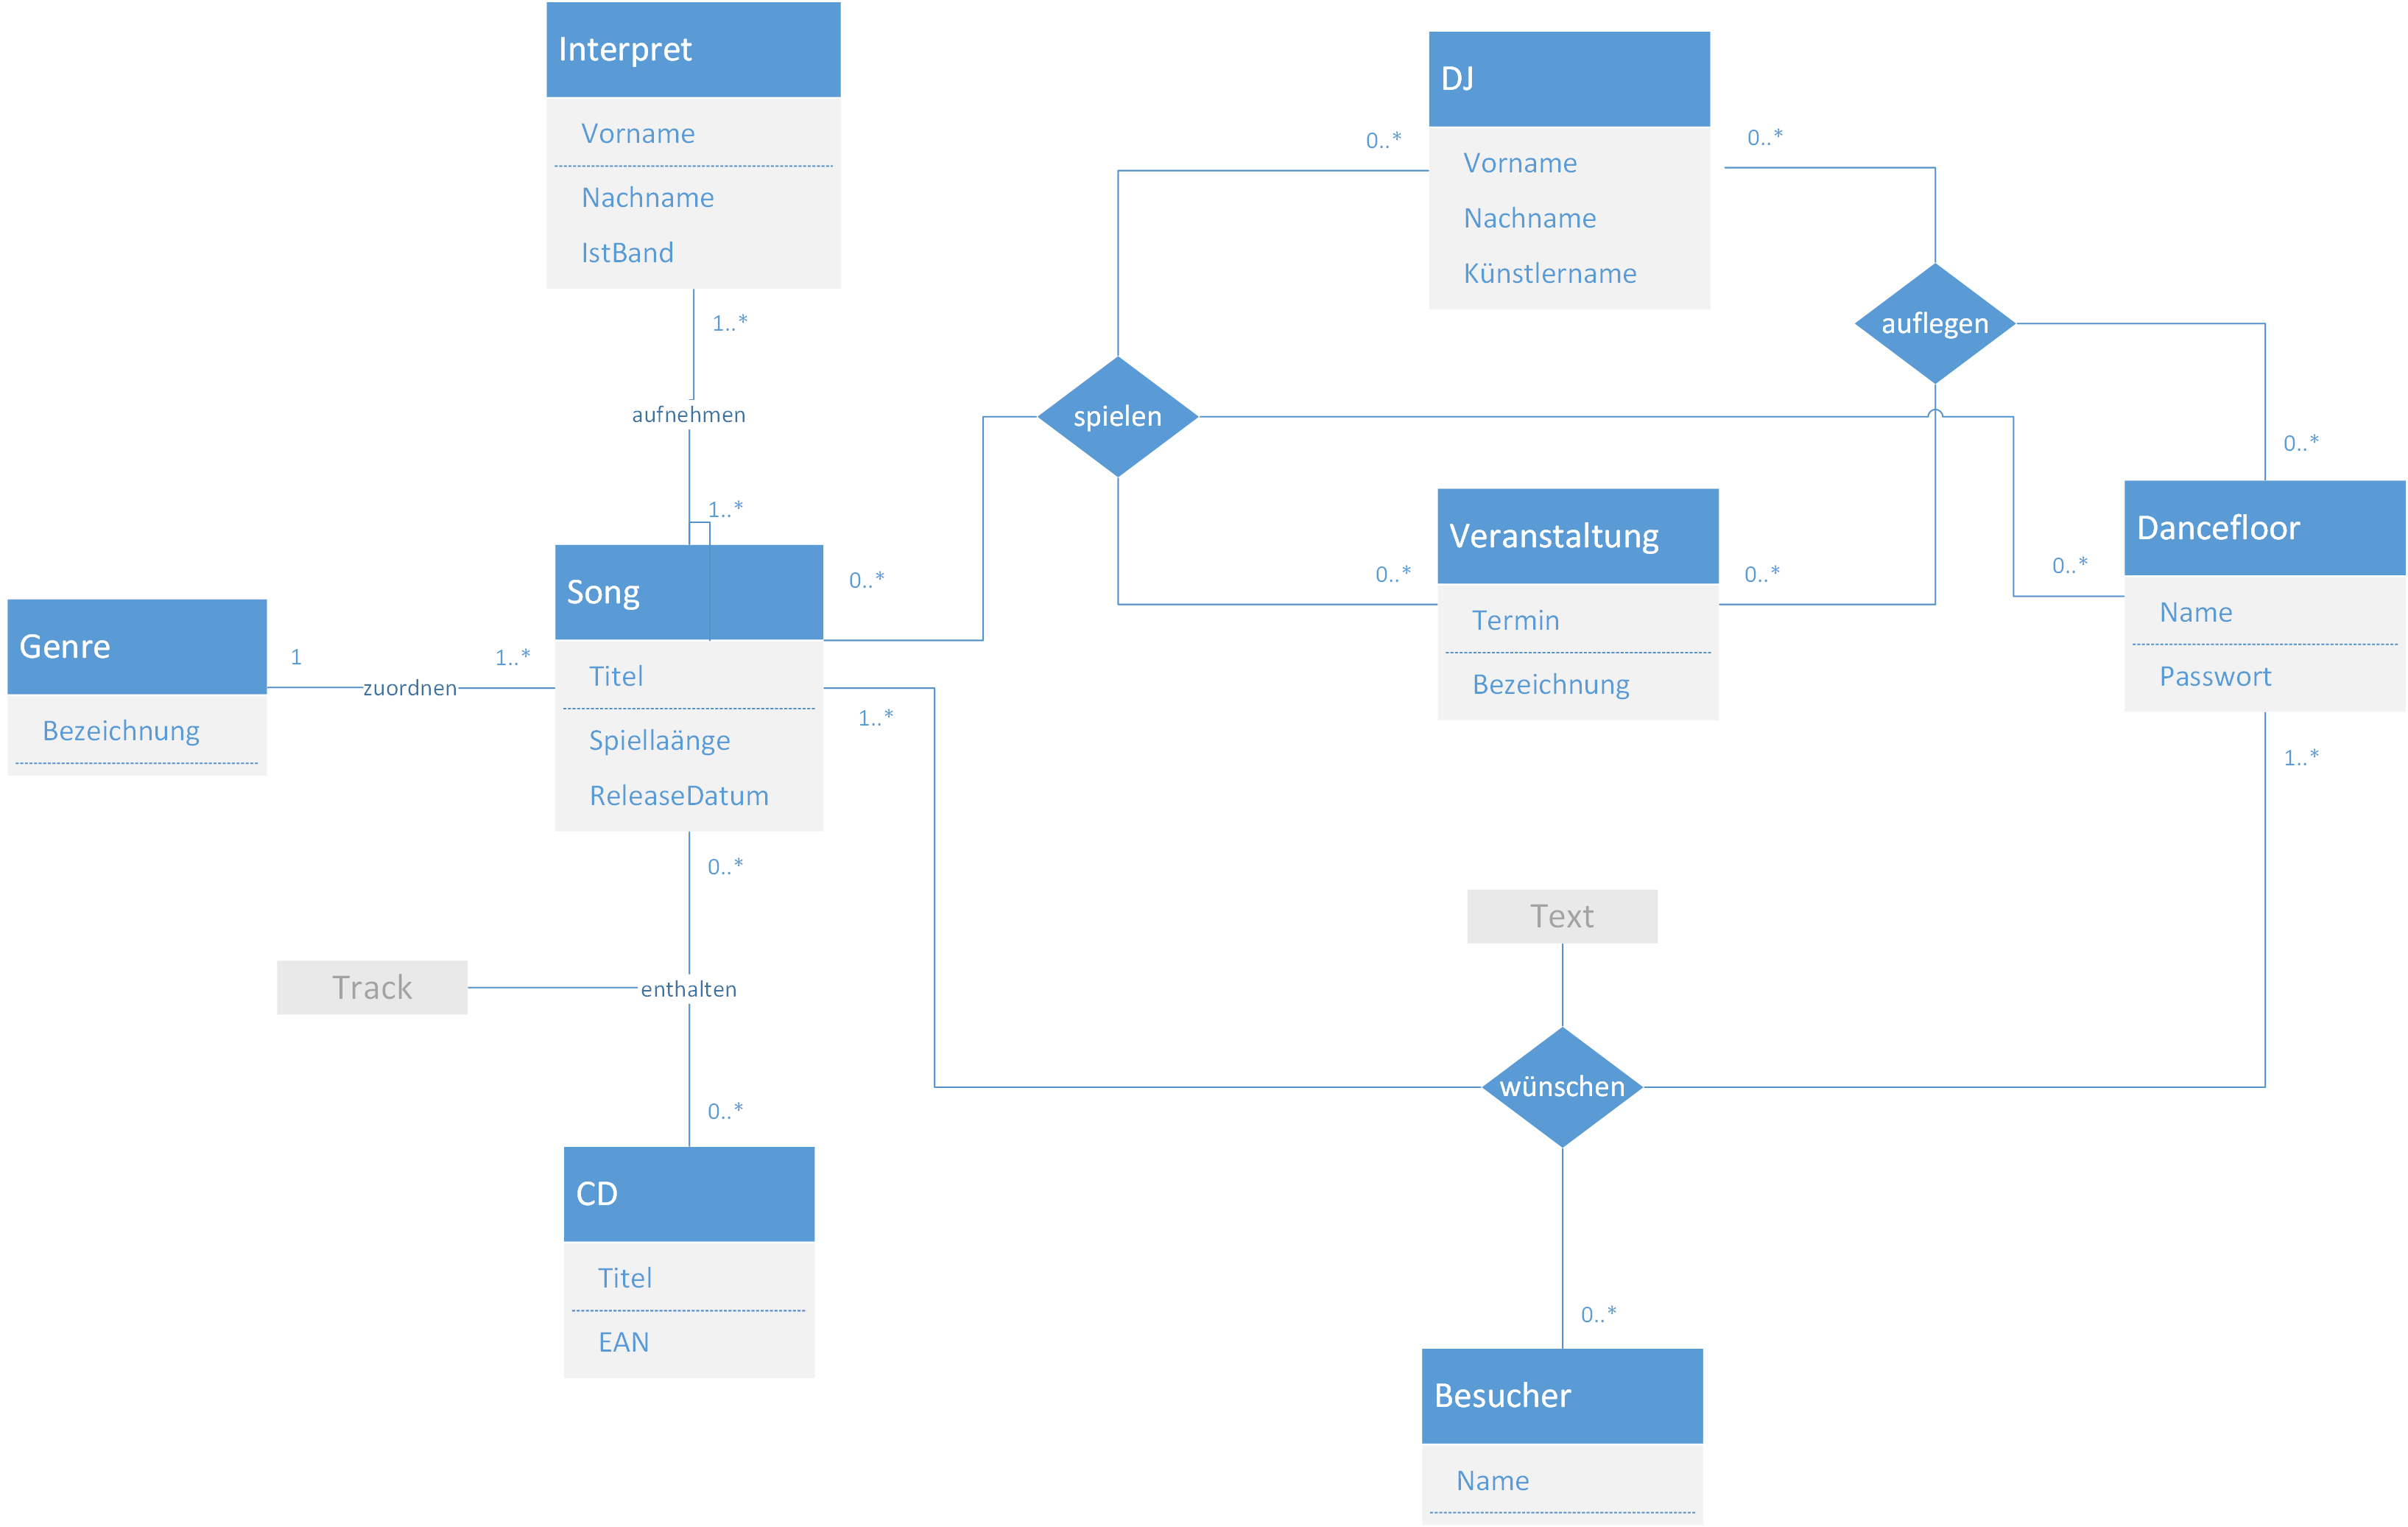 Interpret
Vorname
Nachname
IstBand
1..*
aufnehmen
1..*
Song
Titel
Spiellaänge
ReleaseDatum
0..*
1..*
0..*
Genre
Bezeichnung
1
zuordnen
1..*
Track
enthalten
0..*
CD
Titel
EAN
DJ
Vorname
Nachname
Künstlername
0..*
0..*
auflegen
spielen
Veranstaltung
Termin
Bezeichnung
0..*
0..*
Dancefloor
Name
Passwort
0..*
0..*
1..*
Text
wünschen
0..*
Besucher
Name